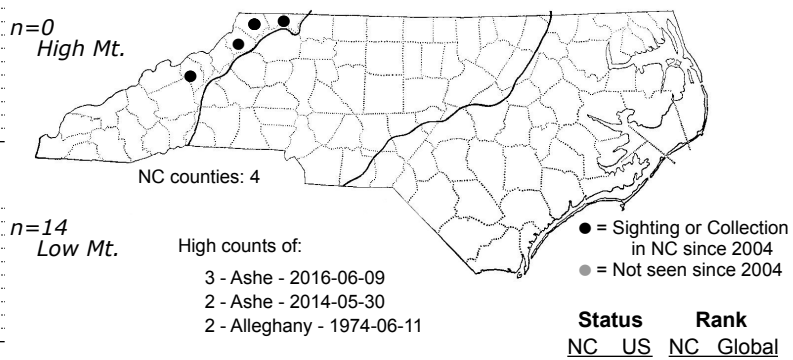 n=0
High Mt.
NC counties: 4
n=14
Low Mt.
High counts of:
3 - Ashe - 2016-06-09
2 - Ashe - 2014-05-30
2 - Alleghany - 1974-06-11
● = Sighting or Collection
in NC since 2004
● = Not seen since 2004
Status Rank
NC US NC Global